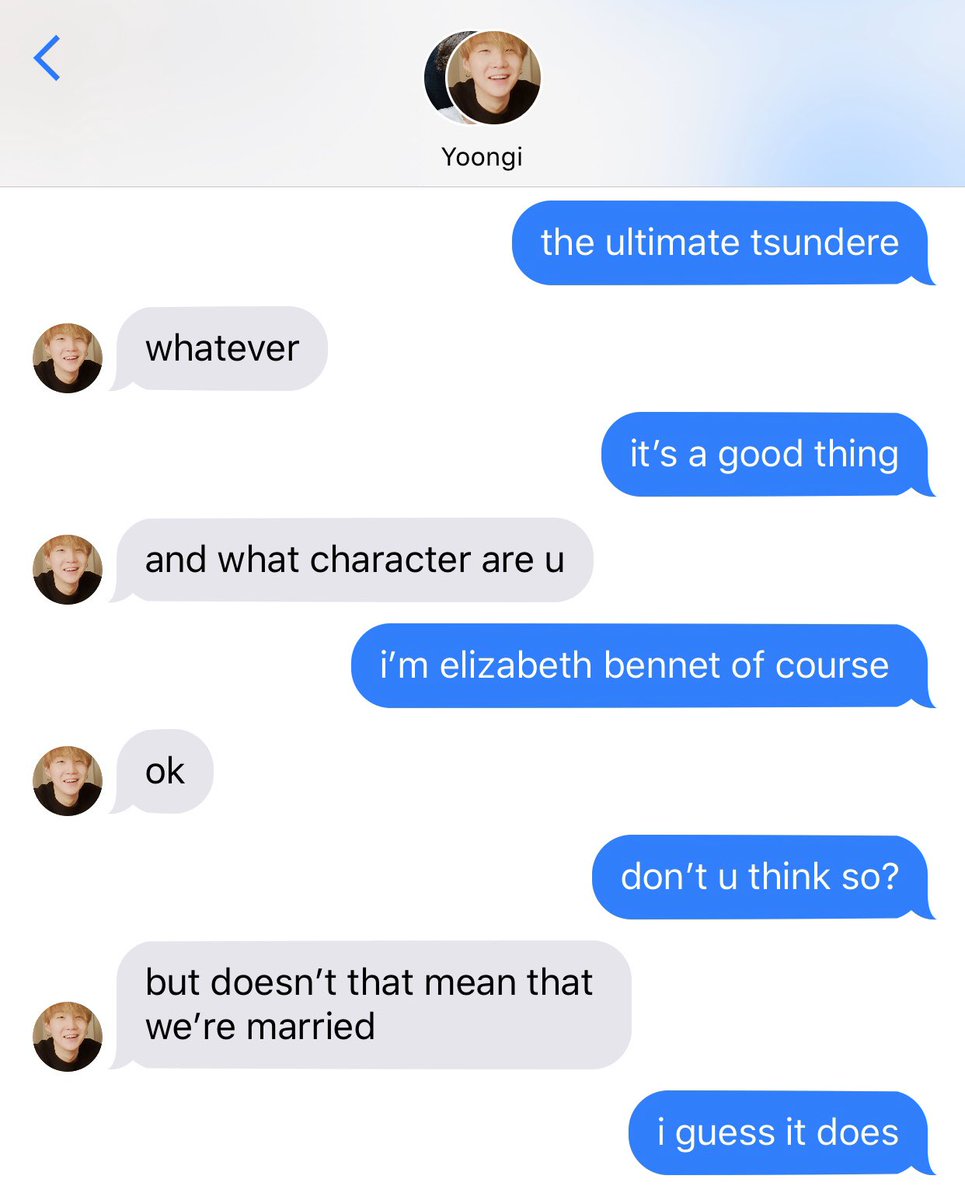 Yoongi
the ultimate tsundere
whatever
it’s a good thing
and what character are u
i’m elizabeth bennet of course
ok
don’t u think so?
but doesn’t that mean that
we’re married
i guess it does